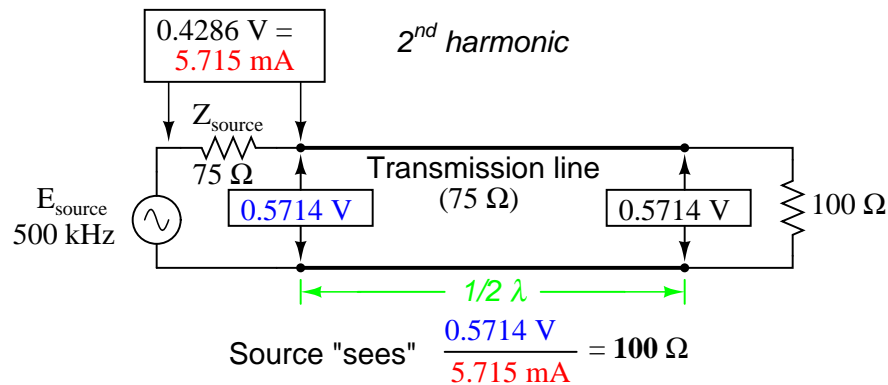 0.4286 V =
5.715 mA
2nd harmonic
Zsource
75 Ω
Transmission line
(75 Ω)
Esource
500 kHz
0.5714 V
0.5714 V
100 Ω
1/2 λ
Source "sees" 0.5714 V / 5.715 mA = 100 Ω